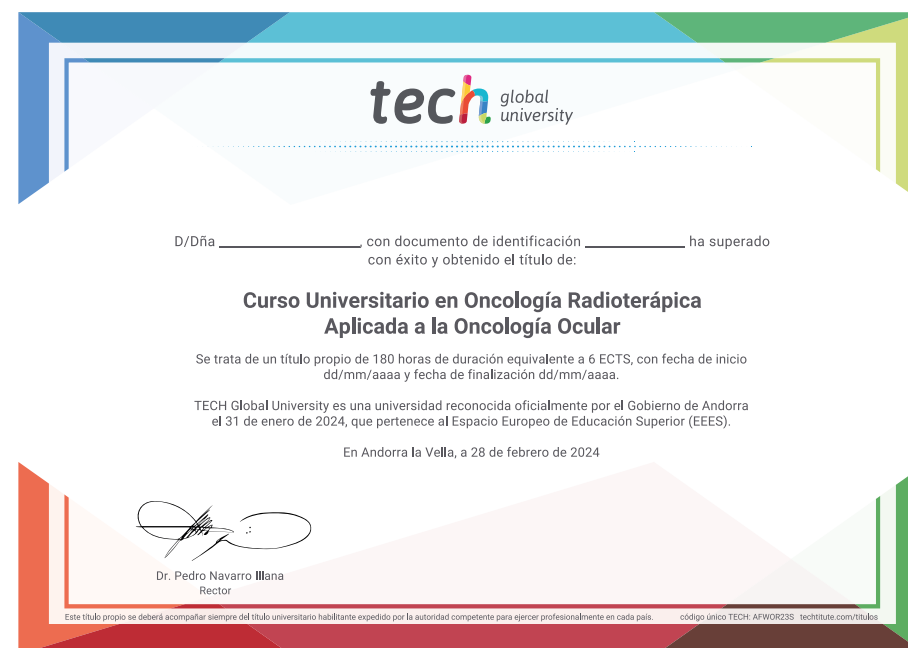 tech global university
D/Dña ______________, con documento de identificación __________ ha superado
con éxito y obtenido el título de:
Curso Universitario en Oncología Radioterápica
Aplicada a la Oncología Ocular
Se trata de un título propio de 180 horas de duración equivalente a 6 ECTS, con fecha de inicio
dd/mm/aaaa y fecha de finalización dd/mm/aaaa.
TECH Global University es una universidad reconocida oficialmente por el Gobierno de Andorra
el 31 de enero de 2024, que pertenece al Espacio Europeo de Educación Superior (EEES).
En Andorra la Vella, a 28 de febrero de 2024
Dr. Pedro Navarro Illana
Rector
Este título propio se deberá acompañar siempre del título universitario habilitante expedido por la autoridad competente para ejercer profesionalmente en cada país. código único TECH: AFWOR23S techtitute.com/titulos